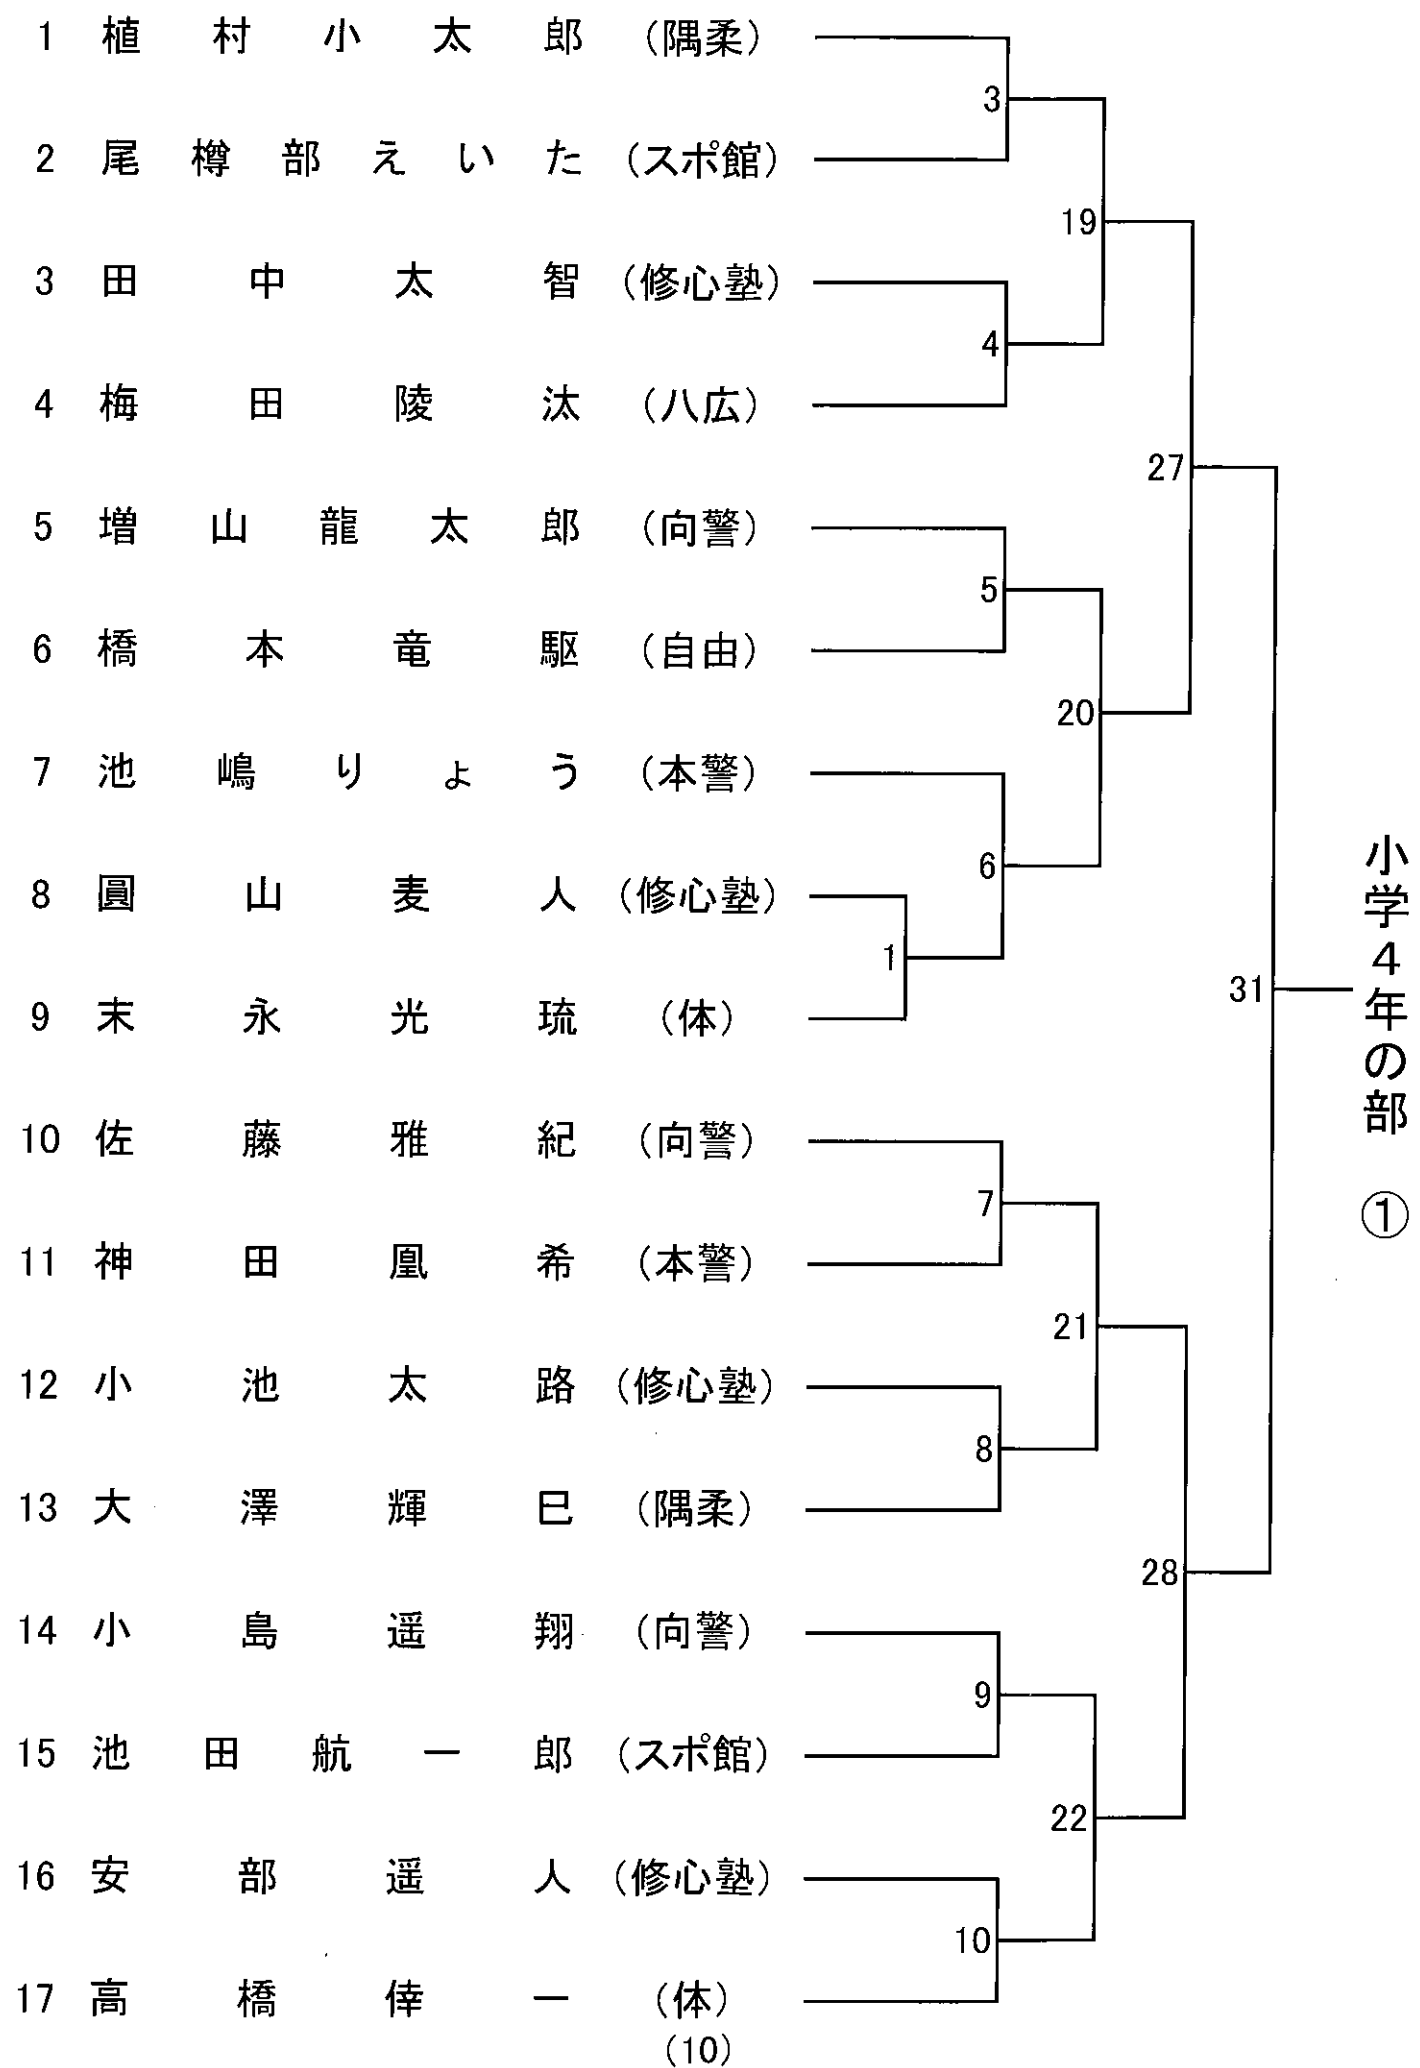 1 植村小太郎 (隅柔)
3
2 尾樽部えいた (スポ館)
19
3 田中太智 (修心塾)
4
4 梅田陵汰 (八広)
27
5 増山龍太郎 (向警)
5
6 橋本竜駆 (自由)
20
7 池嶋りょう (本警)
6
8 圓山麦人 (修心塾)
1
9 末永光琉 (体)
31
10 佐藤雅紀 (向警)
7
11 神田凰希 (本警)
21
12 小池太路 (修心塾)
8
13 大澤輝巳 (隅柔)
28
14 小島遥翔 (向警)
9
15 池田航一郎 (スポ館)
22
16 安部遥人 (修心塾)
10
17 高橋倖一 (体)
(10)
小学4年の部 ①